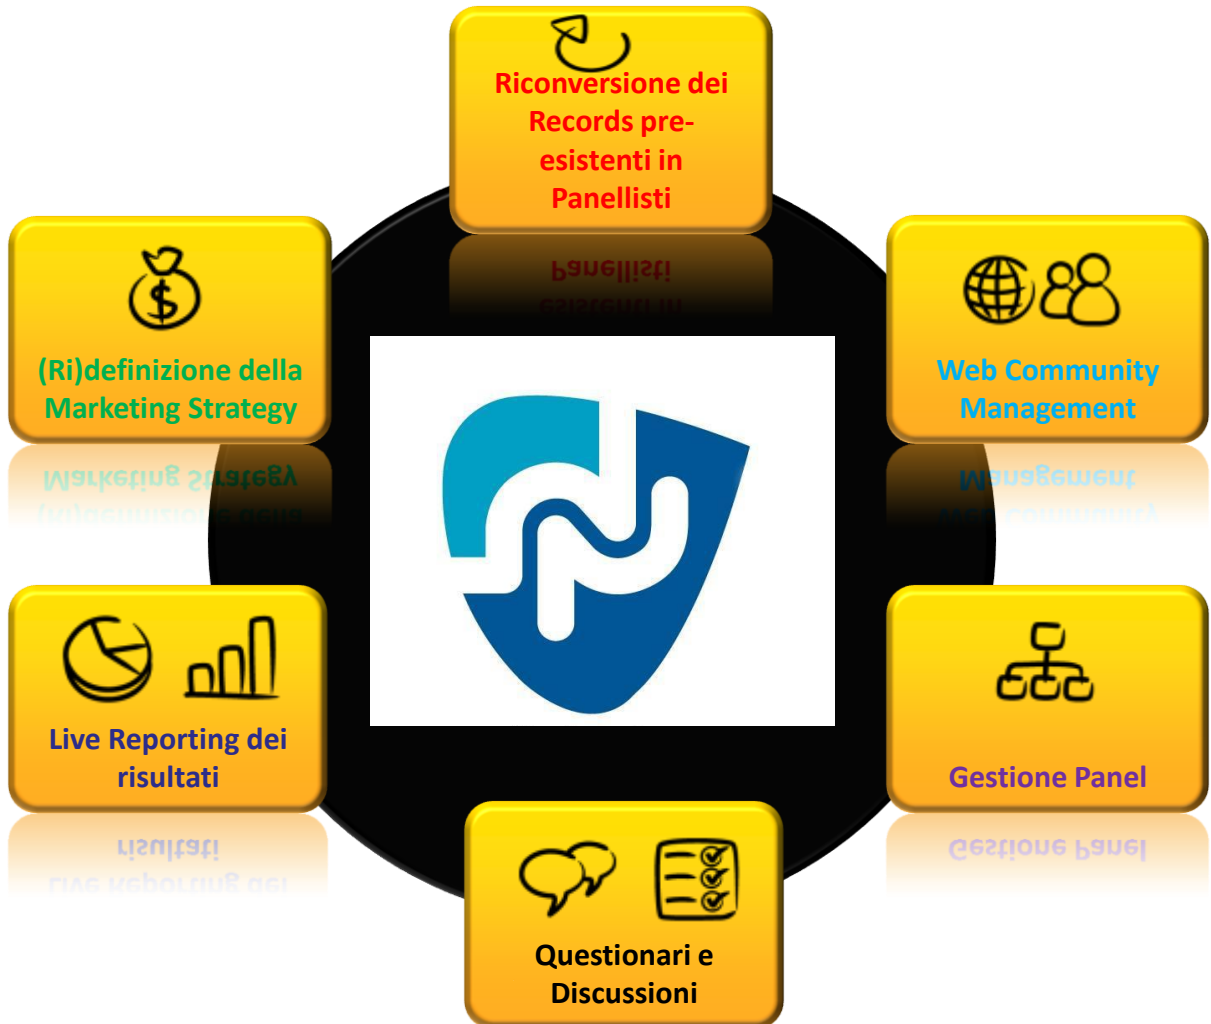 Riconversione dei
Records pre-
esistenti in
Panellisti
(Ri)definizione della
Marketing Strategy
Web Community
Management
Live Reporting dei
risultati
Gestione Panel
Questionari e
Discussioni